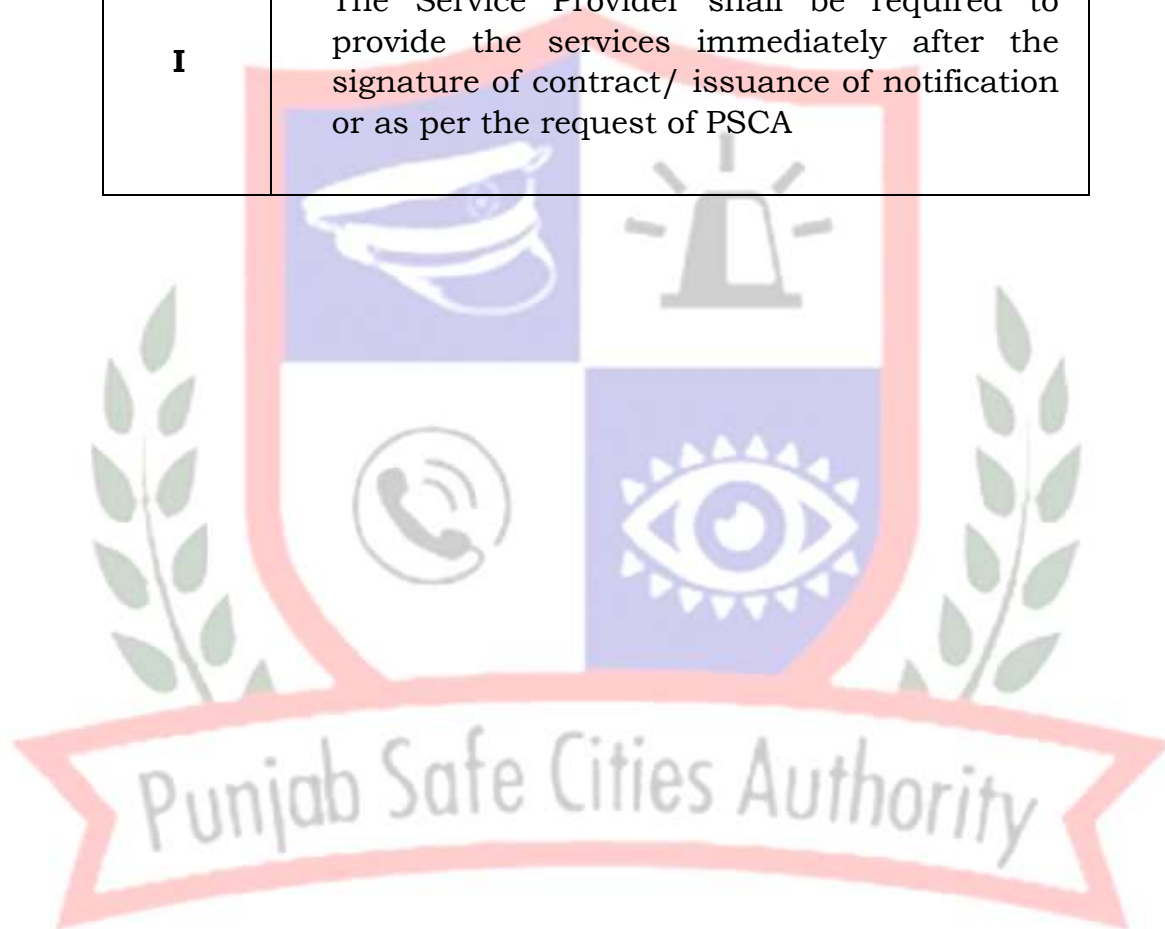 The Service Provider shall be required to
I
provide the services immediately after the
signature of contract/ issuance of notification
or as per the request of PSCA
Punjab Safe Cities Authority